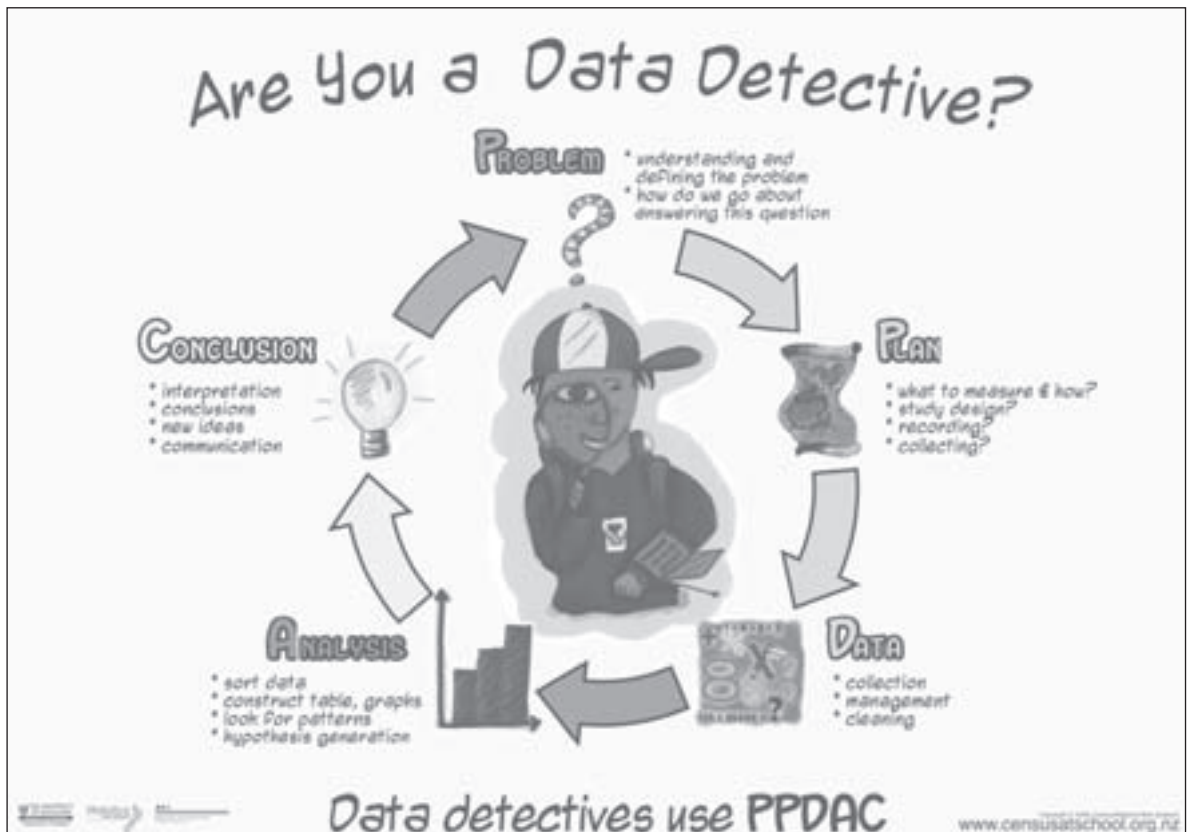 Are You a Data Detective?
PROBLEM
* understanding and
defining the problem
* how do we go about
answering this question
PLAN
* what to measure & how?
* study design?
* recording?
* collecting?
DATA
* collection
* management
* cleaning
ANALYSIS
* sort data
* construct table, graphs
* look for patterns
* hypothesis generation
CONCLUSION
* interpretation
* conclusions
* new ideas
* communication
Data detectives use PPDAC
www.censusatschool.org.nz